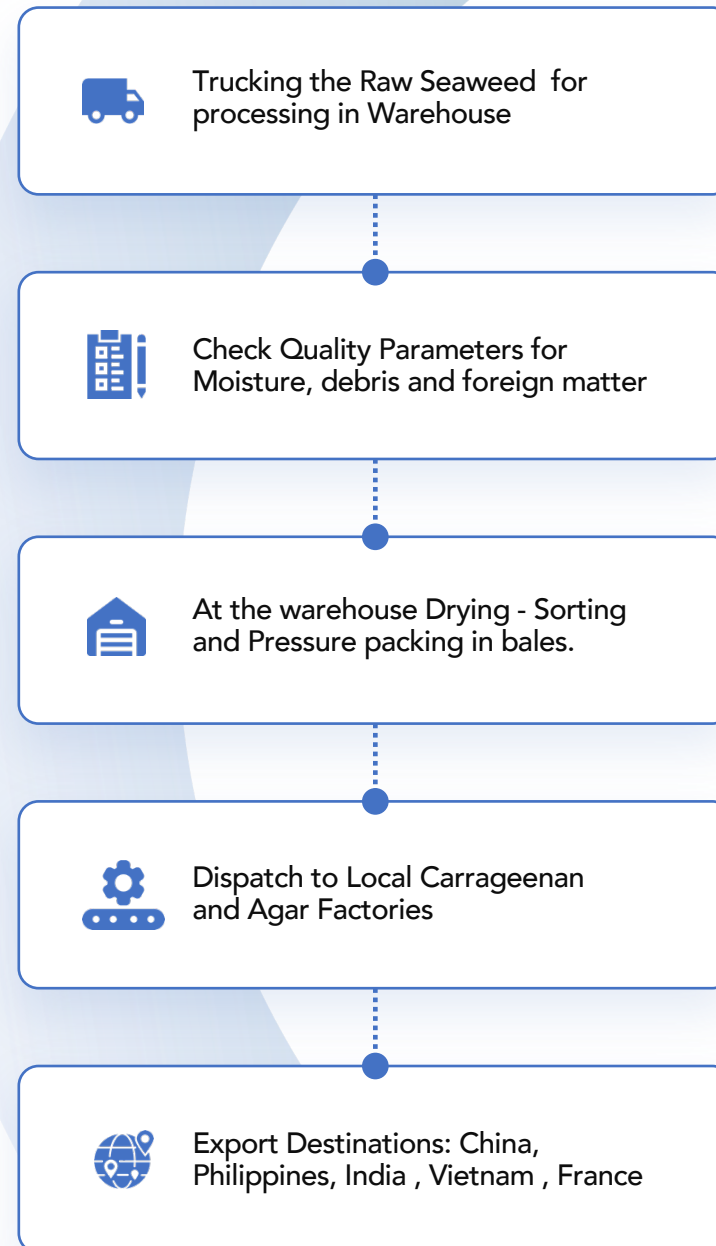 Trucking the Raw Seaweed  for
processing in Warehouse
Check Quality Parameters for
Moisture, debris and foreign matter
At the warehouse Drying - Sorting
and Pressure packing in bales.
Dispatch to Local Carrageenan
and Agar Factories
Export Destinations: China,
Philippines, India , Vietnam , France